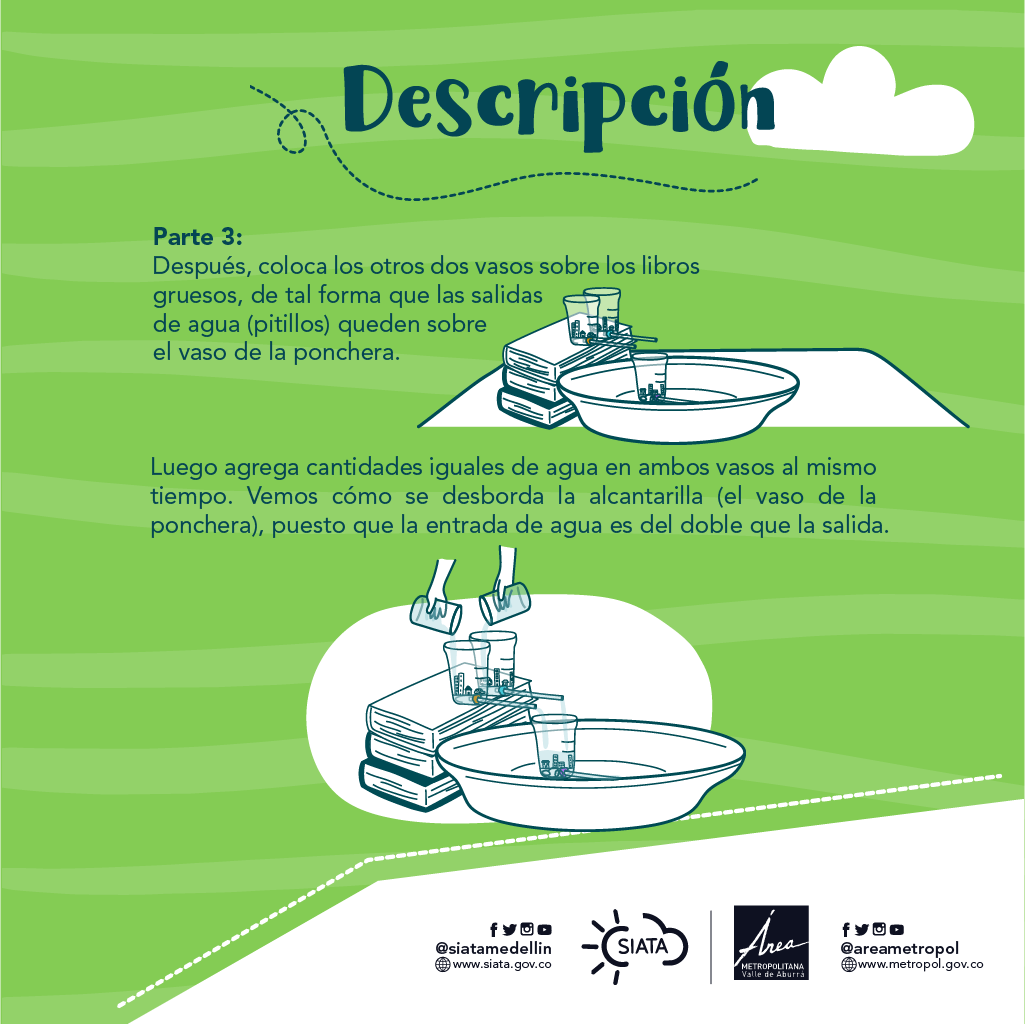 Descripción
Parte 3:
Después, coloca los otros dos vasos sobre los libros
gruesos, de tal forma que las salidas
de agua (pitillos) queden sobre
el vaso de la ponchera.
Luego agrega cantidades iguales de agua en ambos vasos al mismo
tiempo. Vemos cómo se desborda la alcantarilla (el vaso de la
ponchera), puesto que la entrada de agua es del doble que la salida.
@siatamedellin
www.siata.gov.co
SIATA
Área
METROPOLITANA
Valle de Aburrá
@areametropol
www.metropol.gov.co